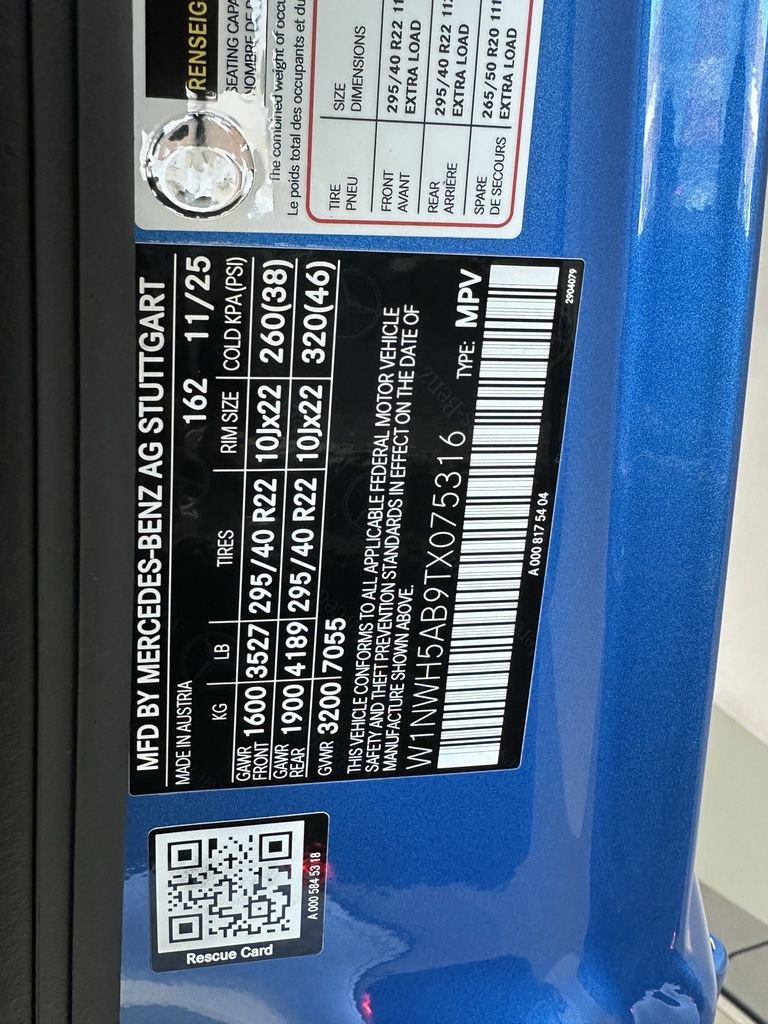 RENSEIG
SEATING CAPA
NOMBRE DE
The combined weight of occu
Le poids total des occupants et du
TIRE SIZE
PNEU DIMENSIONS
FRONT 295/40 R22 11
AVANT EXTRA LOAD
REAR 295/40 R22 11
ARRIÈRE EXTRA LOAD
SPARE 265/50 R20 111
DE SECOURS EXTRA LOAD
MFD BY MERCEDES-BENZ AG STUTTGART
MADE IN AUSTRIA 162 11/25
KG LB TIRES RIM SIZE COLD KPA(PSI)
GAWR FRONT 1600 3527 295/40 R22 10Jx22 260(38)
GAWR REAR 1900 4189 295/40 R22 10Jx22 320(46)
GVWR 3200 7055
THIS VEHICLE CONFORMS TO ALL APPLICABLE FEDERAL MOTOR VEHICLE
SAFETY AND THEFT PREVENTION STANDARDS IN EFFECT ON THE DATE OF
MANUFACTURE SHOWN ABOVE.
W1NWH5AB9TX075316 TYPE: MPV
A 000 817 54 04
2904079
Rescue Card
A 000 584 53 18